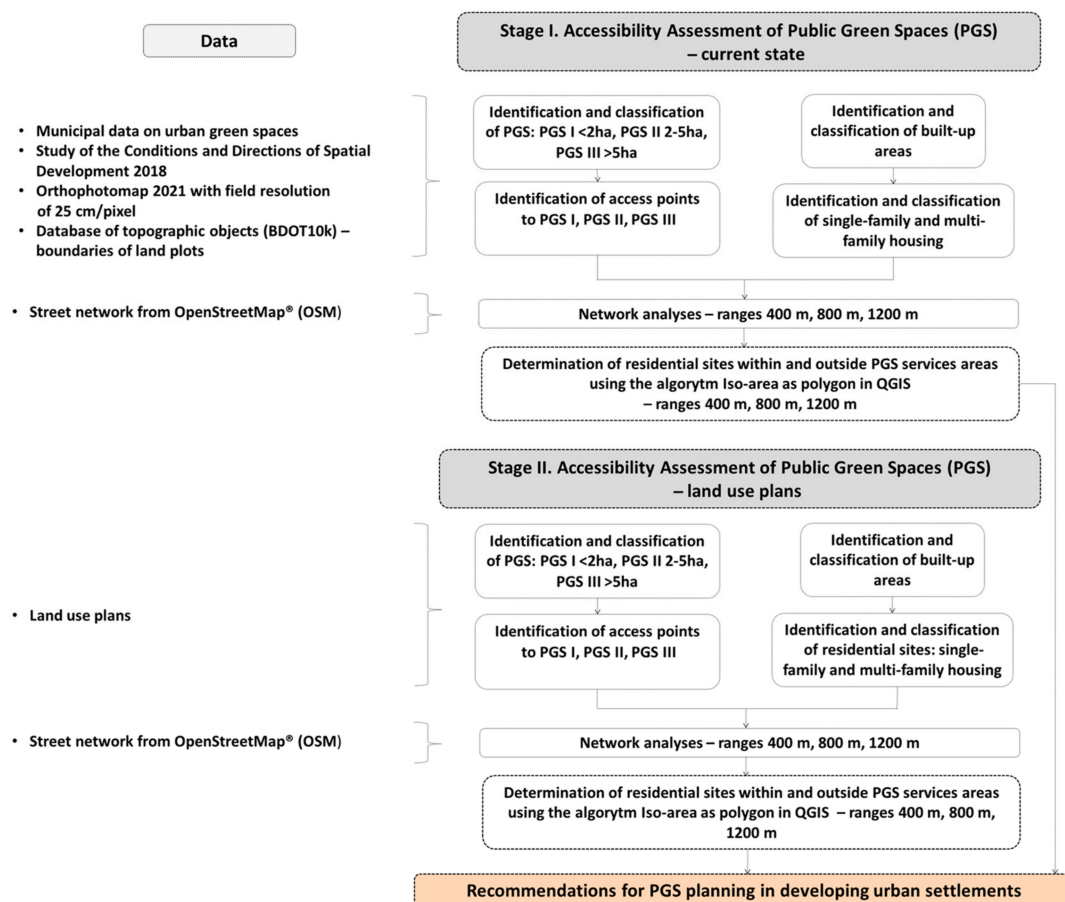 Data
Stage I. Accessibility Assessment of Public Green Spaces (PGS)
– current state
• Municipal data on urban green spaces
• Study of the Conditions and Directions of Spatial
Development 2018
• Orthophotomap 2021 with field resolution
of 25 cm/pixel
• Database of topographic objects (BDOT10k) –
boundaries of land plots
Identification and classification
of PGS: PGS I <2ha, PGS II 2-5ha,
PGS III >5ha
Identification and
classification of built-up
areas
Identification of access points
to PGS I, PGS II, PGS III
Identification and classification
of single-family and multi-
family housing
• Street network from OpenStreetMap® (OSM)
Network analyses – ranges 400 m, 800 m, 1200 m
Determination of residential sites within and outside PGS services areas
using the algorytm Iso-area as polygon in QGIS
– ranges 400 m, 800 m, 1200 m
Stage II. Accessibility Assessment of Public Green Spaces (PGS)
– land use plans
• Land use plans
Identification and classification
of PGS: PGS I <2ha, PGS II 2-5ha,
PGS III >5ha
Identification and
classification of built-up
areas
Identification of access points
to PGS I, PGS II, PGS III
Identification and classification
of residential sites: single-
family and multi-family housing
• Street network from OpenStreetMap® (OSM)
Network analyses – ranges 400 m, 800 m, 1200 m
Determination of residential sites within and outside PGS services areas
using the algorytm Iso-area as polygon in QGIS – ranges 400 m, 800 m,
1200 m
Recommendations for PGS planning in developing urban settlements